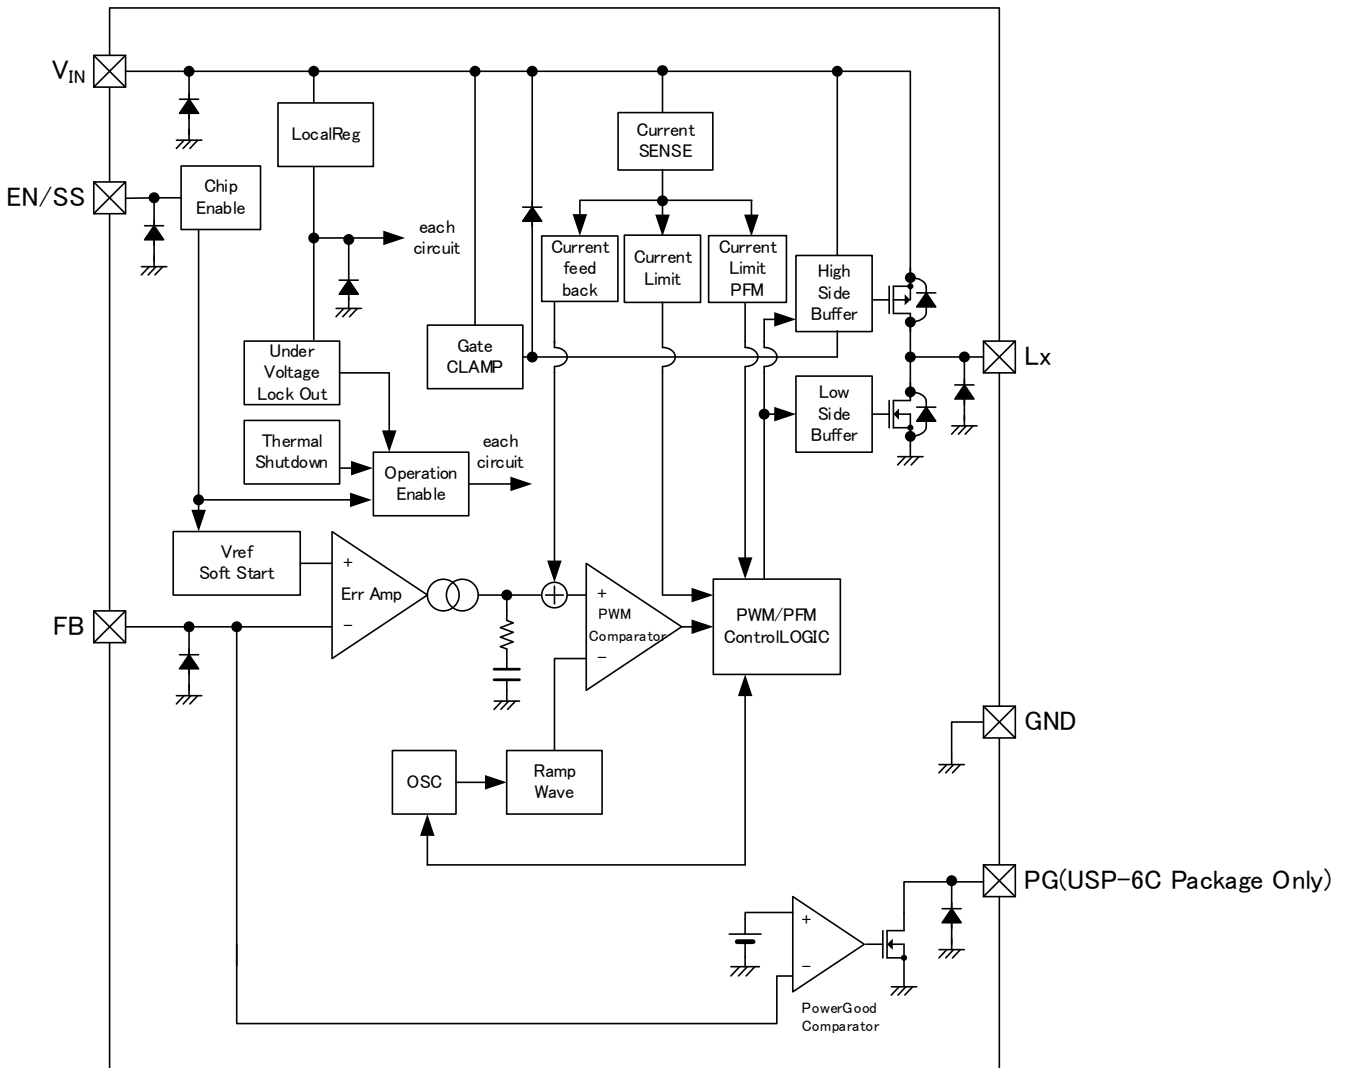 VIN
LocalReg
Current
SENSE
EN/SS
Chip
Enable
each
circuit
Current
feed
back
Current
Limit
Current
Limit
PFM
High
Side
Buffer
Under
Voltage
Lock Out
Gate
CLAMP
Lx
Low
Side
Buffer
Thermal
Shutdown
Operation
Enable
each
circuit
Vref
Soft Start
+
Err Amp
−
+
PWM
Comparator
−
PWM/PFM
ControlLOGIC
FB
GND
OSC
Ramp
Wave
PG(USP-6C Package Only)
+
−
PowerGood
Comparator